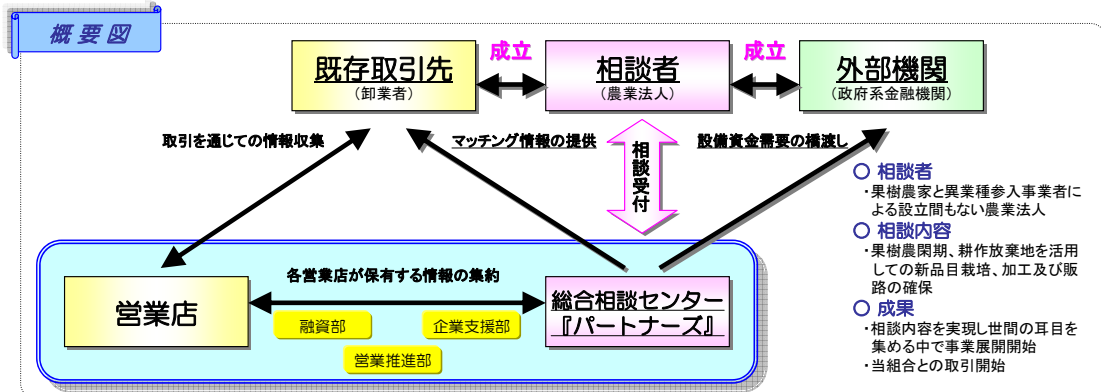 概要図
既存取引先
(卸業者)
成立
相談者
(農業法人)
成立
外部機関
(政府系金融機関)
取引を通じての情報収集
マッチング情報の提供
相談受付
設備資金需要の橋渡し
○ 相談者
・果樹農家と異業種参入事業者に
よる設立間もない農業法人
○ 相談内容
・果樹農閑期、耕作放棄地を活用
しての新品目栽培、加工及び販
路の確保
○ 成果
・相談内容を実現し世間の耳目を
集める中で事業展開開始
・当組合との取引開始
営業店
各営業店が保有する情報の集約
融資部
企業支援部
営業推進部
総合相談センター
『パートナーズ』